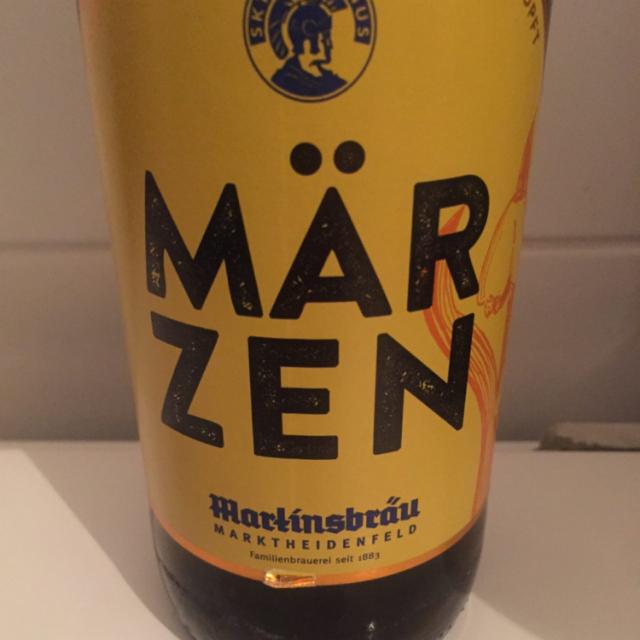 MÄR
ZEN
Martinsbräu
MARKTHEIDENFELD
Familienbrauerei seit 1883